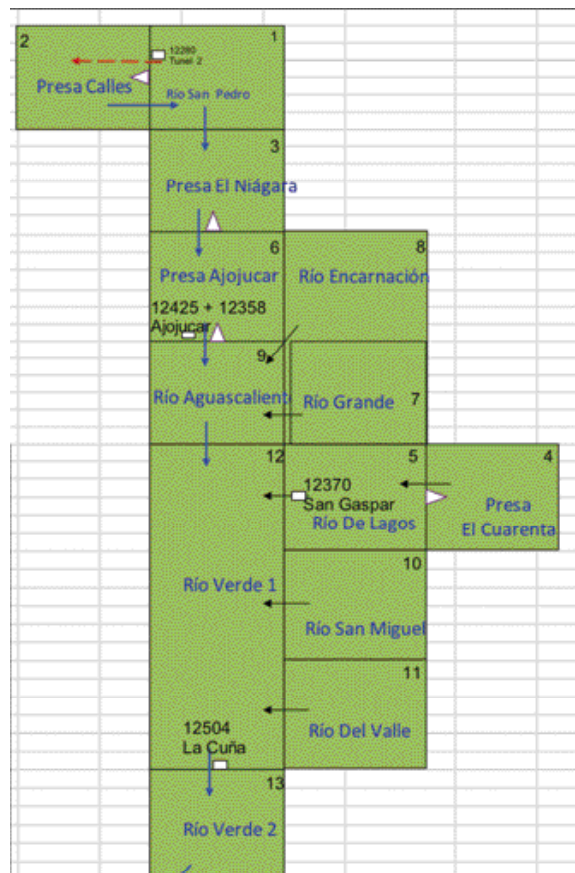 2
1
12280
Tunel 2
Presa Calles
Río San Pedro
3
Presa El Niágara
6
8
Presa Ajojucar
Río Encarnación
12425 + 12358
Ajojucar
9
Río Aguascalient
Río Grande
7
12
5
4
12370
San Gaspar
Río De Lagos
Presa
El Cuarenta
10
Río Verde 1
Río San Miguel
11
12504
La Cuña
Río Del Valle
13
Río Verde 2